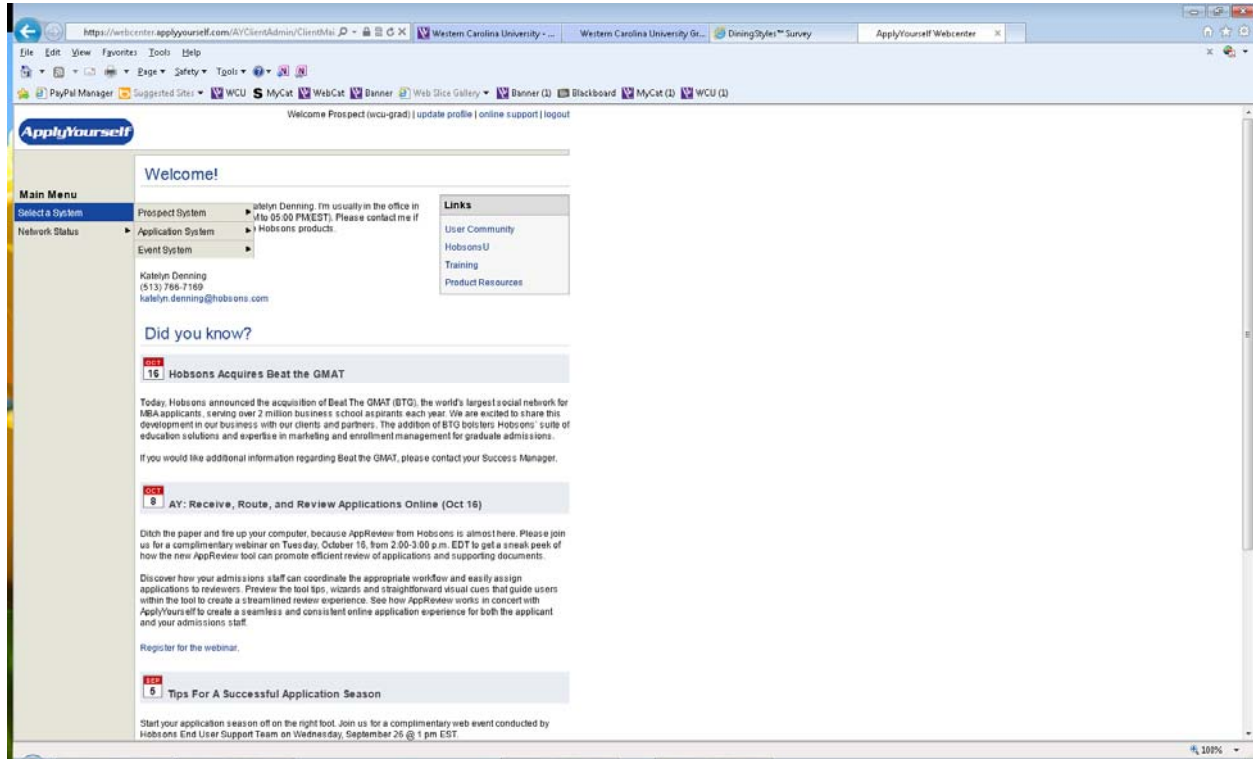 https://webcenter.applyyourself.com/AYClientAdmin/ClientMai
Western Carolina University - ...
Western Carolina University Gr...
DiningStyles™ Survey
ApplyYourself Webcenter
File Edit View Favorites Tools Help
Page Safety Tools
PayPal Manager Suggested Sites WCU MyCat WebCat Banner Web Slice Gallery Banner (1) Blackboard MyCat (1) WCU (1)
Welcome Prospect (wcu-grad) | update profile | online support | logout
ApplyYourself
Main Menu
Select a System
Network Status
Prospect System
Application System
Event System
Welcome!
atelyn Denning. I'm usually in the office in
M to 05:00 PM(EST). Please contact me if
Hobsons products.
Katelyn Denning
(513) 766-7169
katelyn.denning@hobsons.com
Links
User Community
HobsonsU
Training
Product Resources
Did you know?
OCT
16 Hobsons Acquires Beat the GMAT
Today, Hobsons announced the acquisition of Beat The GMAT (BTG), the world's largest social network for
MBA applicants, serving over 2 million business school aspirants each year. We are excited to share this
development in our business with our clients and partners. The addition of BTG bolsters Hobsons' suite of
education solutions and expertise in marketing and enrollment management for graduate admissions.
If you would like additional information regarding Beat the GMAT, please contact your Success Manager.
OCT
8 AY: Receive, Route, and Review Applications Online (Oct 16)
Ditch the paper and fire up your computer, because AppReview from Hobsons is almost here. Please join
us for a complimentary webinar on Tuesday, October 16, from 2:00-3:00 p.m. EDT to get a sneak peek of
how the new AppReview tool can promote efficient review of applications and supporting documents.
Discover how your admissions staff can coordinate the appropriate workflow and easily assign
applications to reviewers. Preview the tool tips, wizards and straightforward visual cues that guide users
within the tool to create a streamlined review experience. See how AppReview works in concert with
ApplyYourself to create a seamless and consistent online application experience for both the applicant
and your admissions staff.
Register for the webinar.
SEP
5 Tips For A Successful Application Season
Start your application season off on the right foot. Join us for a complimentary web event conducted by
Hobsons End User Support Team on Wednesday, September 26 @ 1 pm EST.
100%